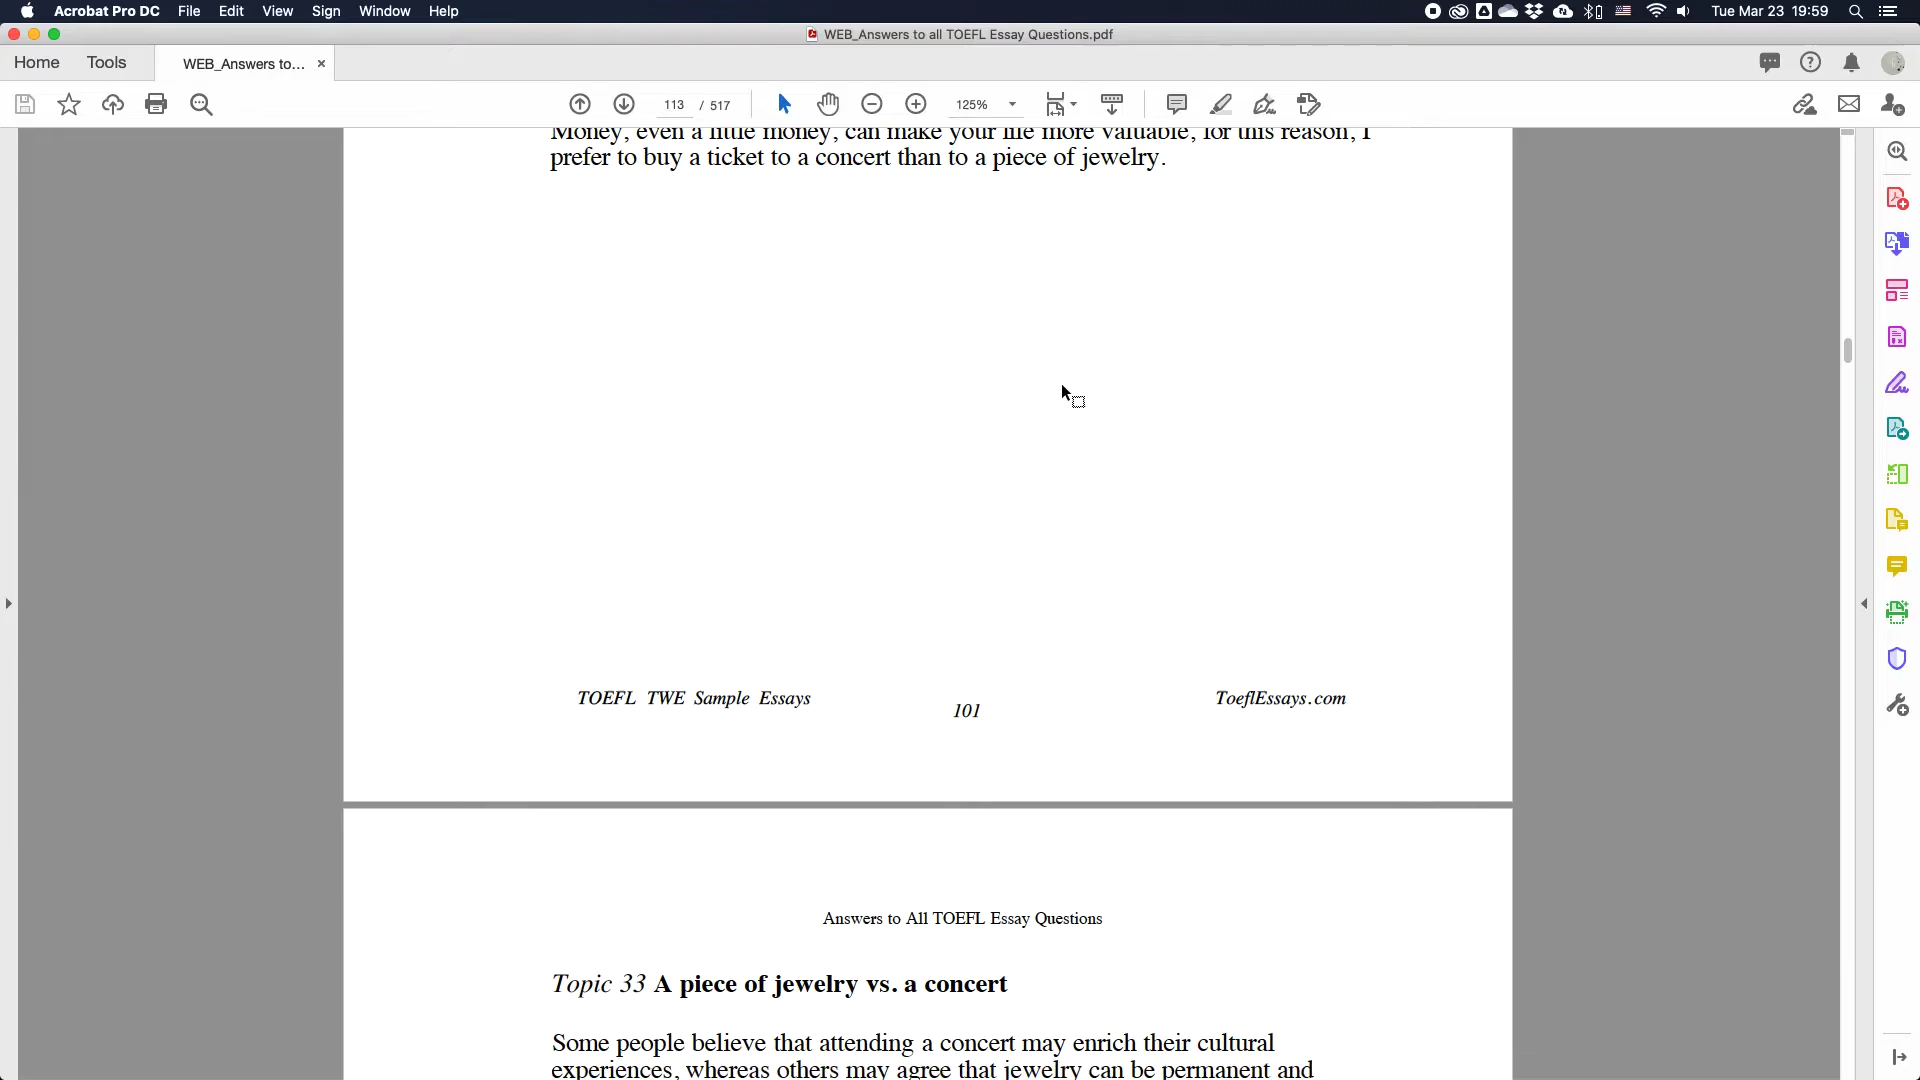 Acrobat Pro DC File Edit View Sign Window Help Tue Mar 23 19:59
WEB_Answers to all TOEFL Essay Questions.pdf
Home Tools WEB_Answers to... ×
113 / 517 125%
Money, even a little money, can make your life more valuable, for this reason, I
prefer to buy a ticket to a concert than to a piece of jewelry.
TOEFL TWE Sample Essays
101
ToeflEssays.com
Answers to All TOEFL Essay Questions
Topic 33 A piece of jewelry vs. a concert
Some people believe that attending a concert may enrich their cultural
experiences, whereas others may agree that jewelry can be permanent and